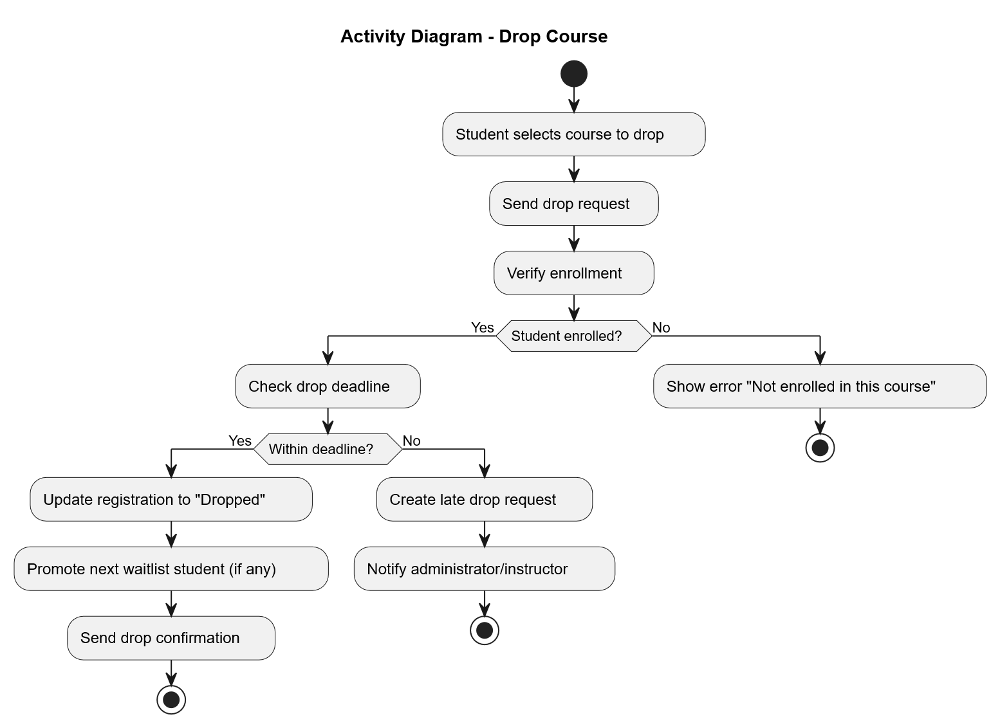 Activity Diagram - Drop Course
Student selects course to drop
Send drop request
Verify enrollment
Yes
Student enrolled?
No
Check drop deadline
Show error "Not enrolled in this course"
Yes
Within deadline?
No
Update registration to "Dropped"
Create late drop request
Promote next waitlist student (if any)
Notify administrator/instructor
Send drop confirmation